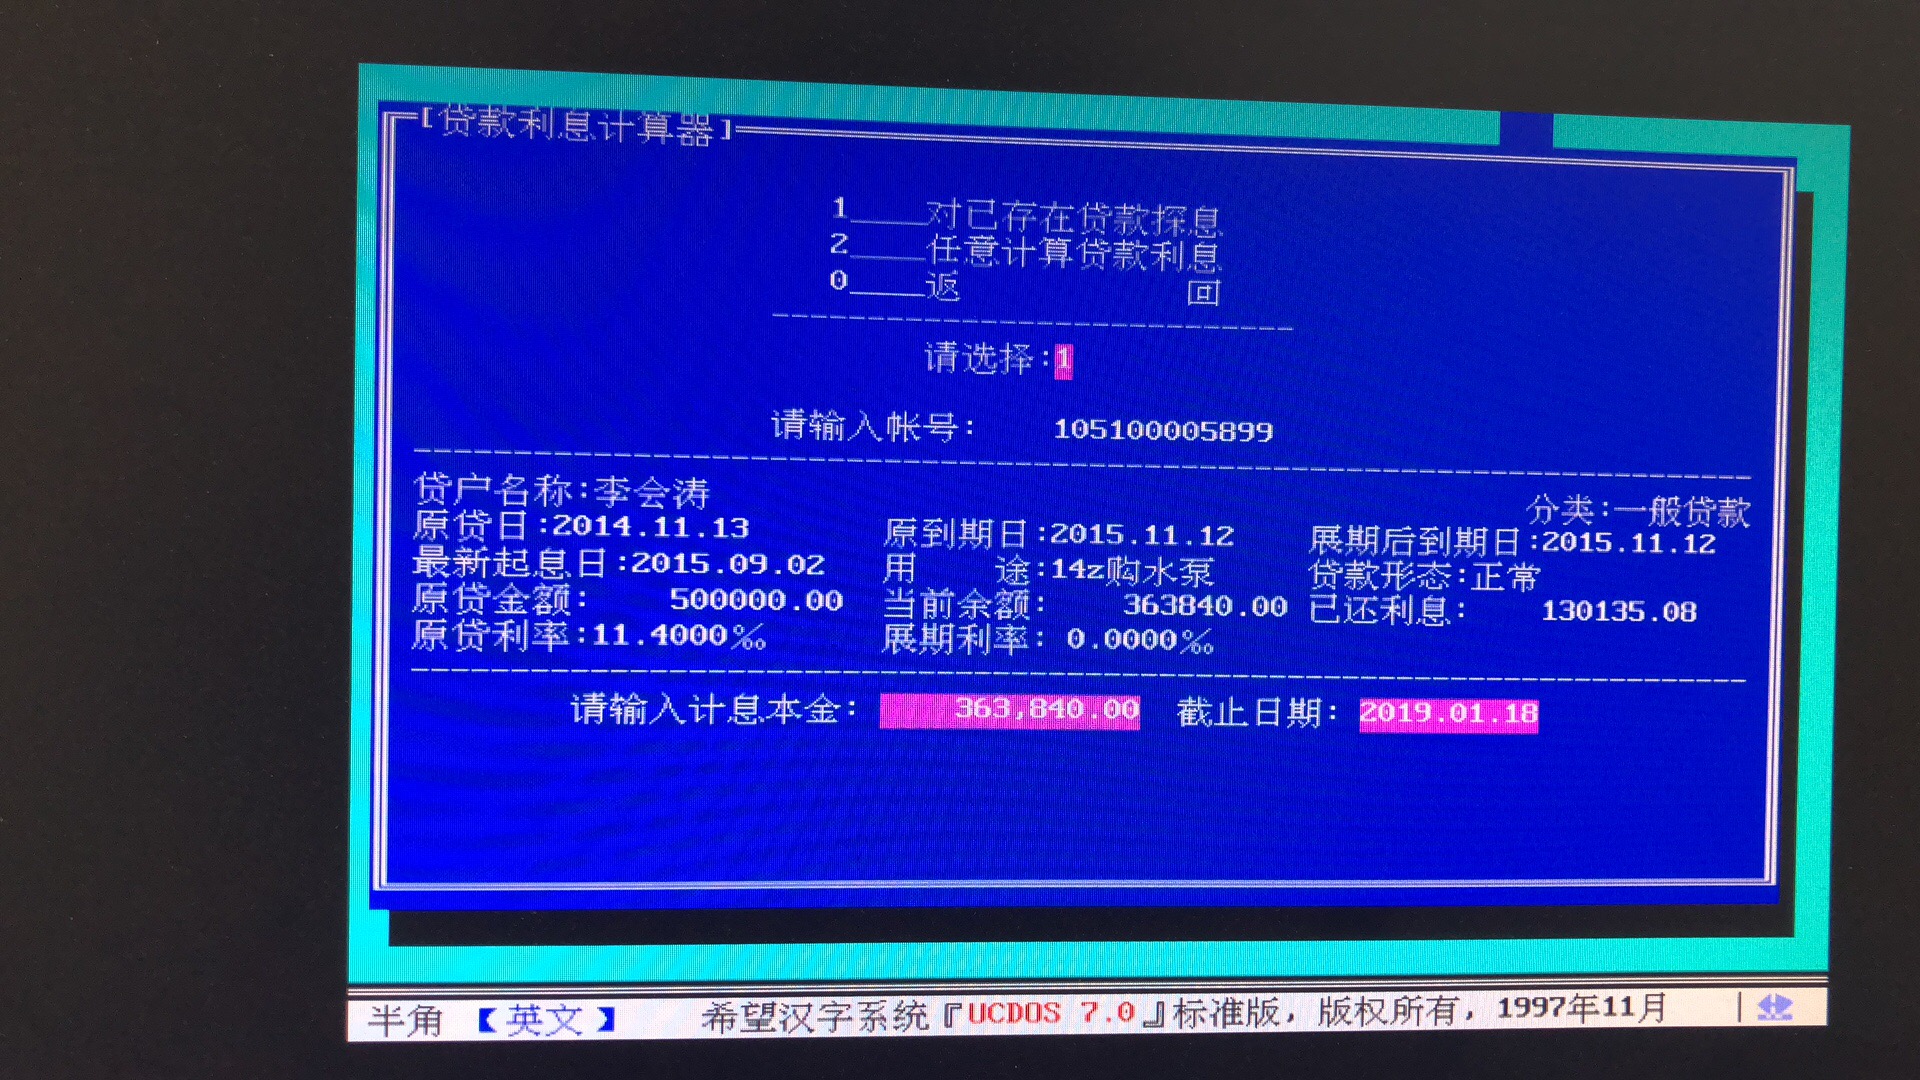 [贷款利息计算器]
1____对已存在贷款探息
2____任意计算贷款利息
0____返 回
请选择:1
请输入帐号: 105100005899
贷户名称:李会涛 分类:一般贷款
原贷日:2014.11.13 原到期日:2015.11.12 展期后到期日:2015.11.12
最新起息日:2015.09.02 用 途:14z购水泵 贷款形态:正常
原贷金额: 500000.00 当前余额: 363840.00 已还利息: 130135.08
原贷利率:11.4000‰ 展期利率: 0.0000‰
请输入计息本金: 363,840.00 截止日期: 2019.01.18
半角 【英文】 希望汉字系统『UCDOS 7.0』标准版，版权所有，1997年11月 |